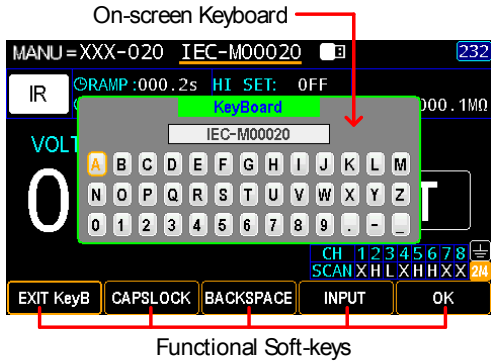 On-screen Keyboard
MANU=XXX-020 IEC-M00020 232
IR RAMP:000.2s HI SET: OFF
KeyBoard 000.1MΩ
IEC-M00020
VOLT
A B C D E F G H I J K L M
N O P Q R S T U V W X Y Z
0 1 2 3 4 5 6 7 8 9 . - _
0 T
CH 1 2 3 4 5 6 7 8
SCAN X H L X H H X X 2/4
EXIT KeyB CAPSLOCK BACKSPACE INPUT OK
Functional Soft-keys